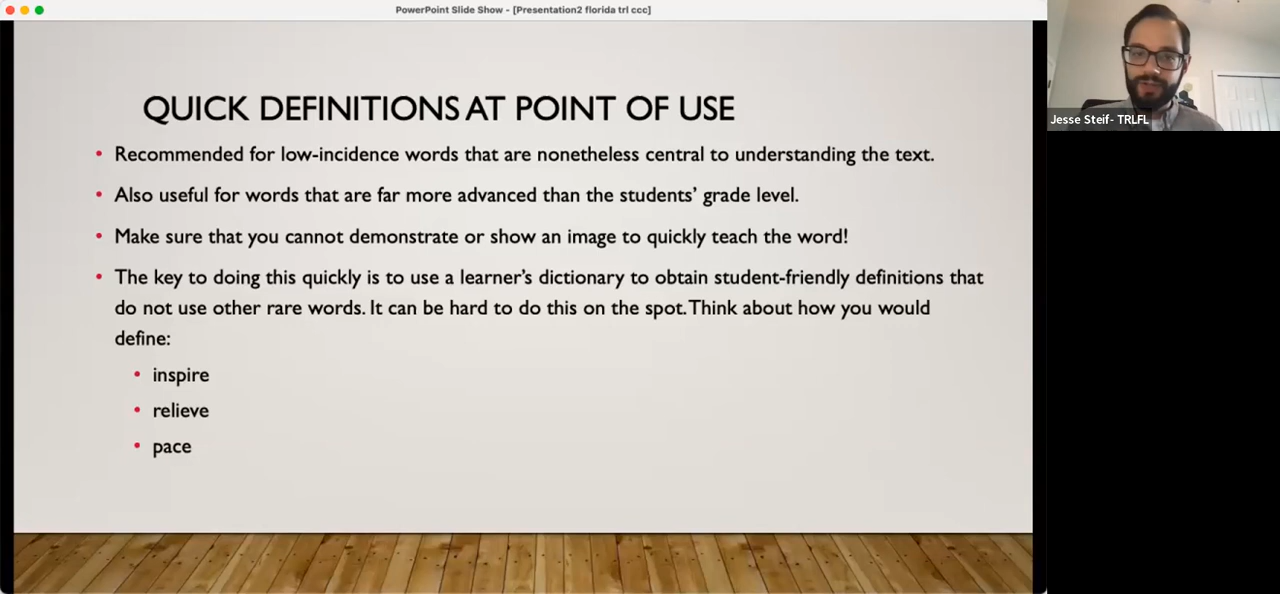 PowerPoint Slide Show - [Presentation2 florida trl ccc]
QUICK DEFINITIONS AT POINT OF USE
• Recommended for low-incidence words that are nonetheless central to understanding the text.
• Also useful for words that are far more advanced than the students' grade level.
• Make sure that you cannot demonstrate or show an image to quickly teach the word!
• The key to doing this quickly is to use a learner's dictionary to obtain student-friendly definitions that
do not use other rare words. It can be hard to do this on the spot. Think about how you would
define:
• inspire
• relieve
• pace
Jesse Steif- TRLFL